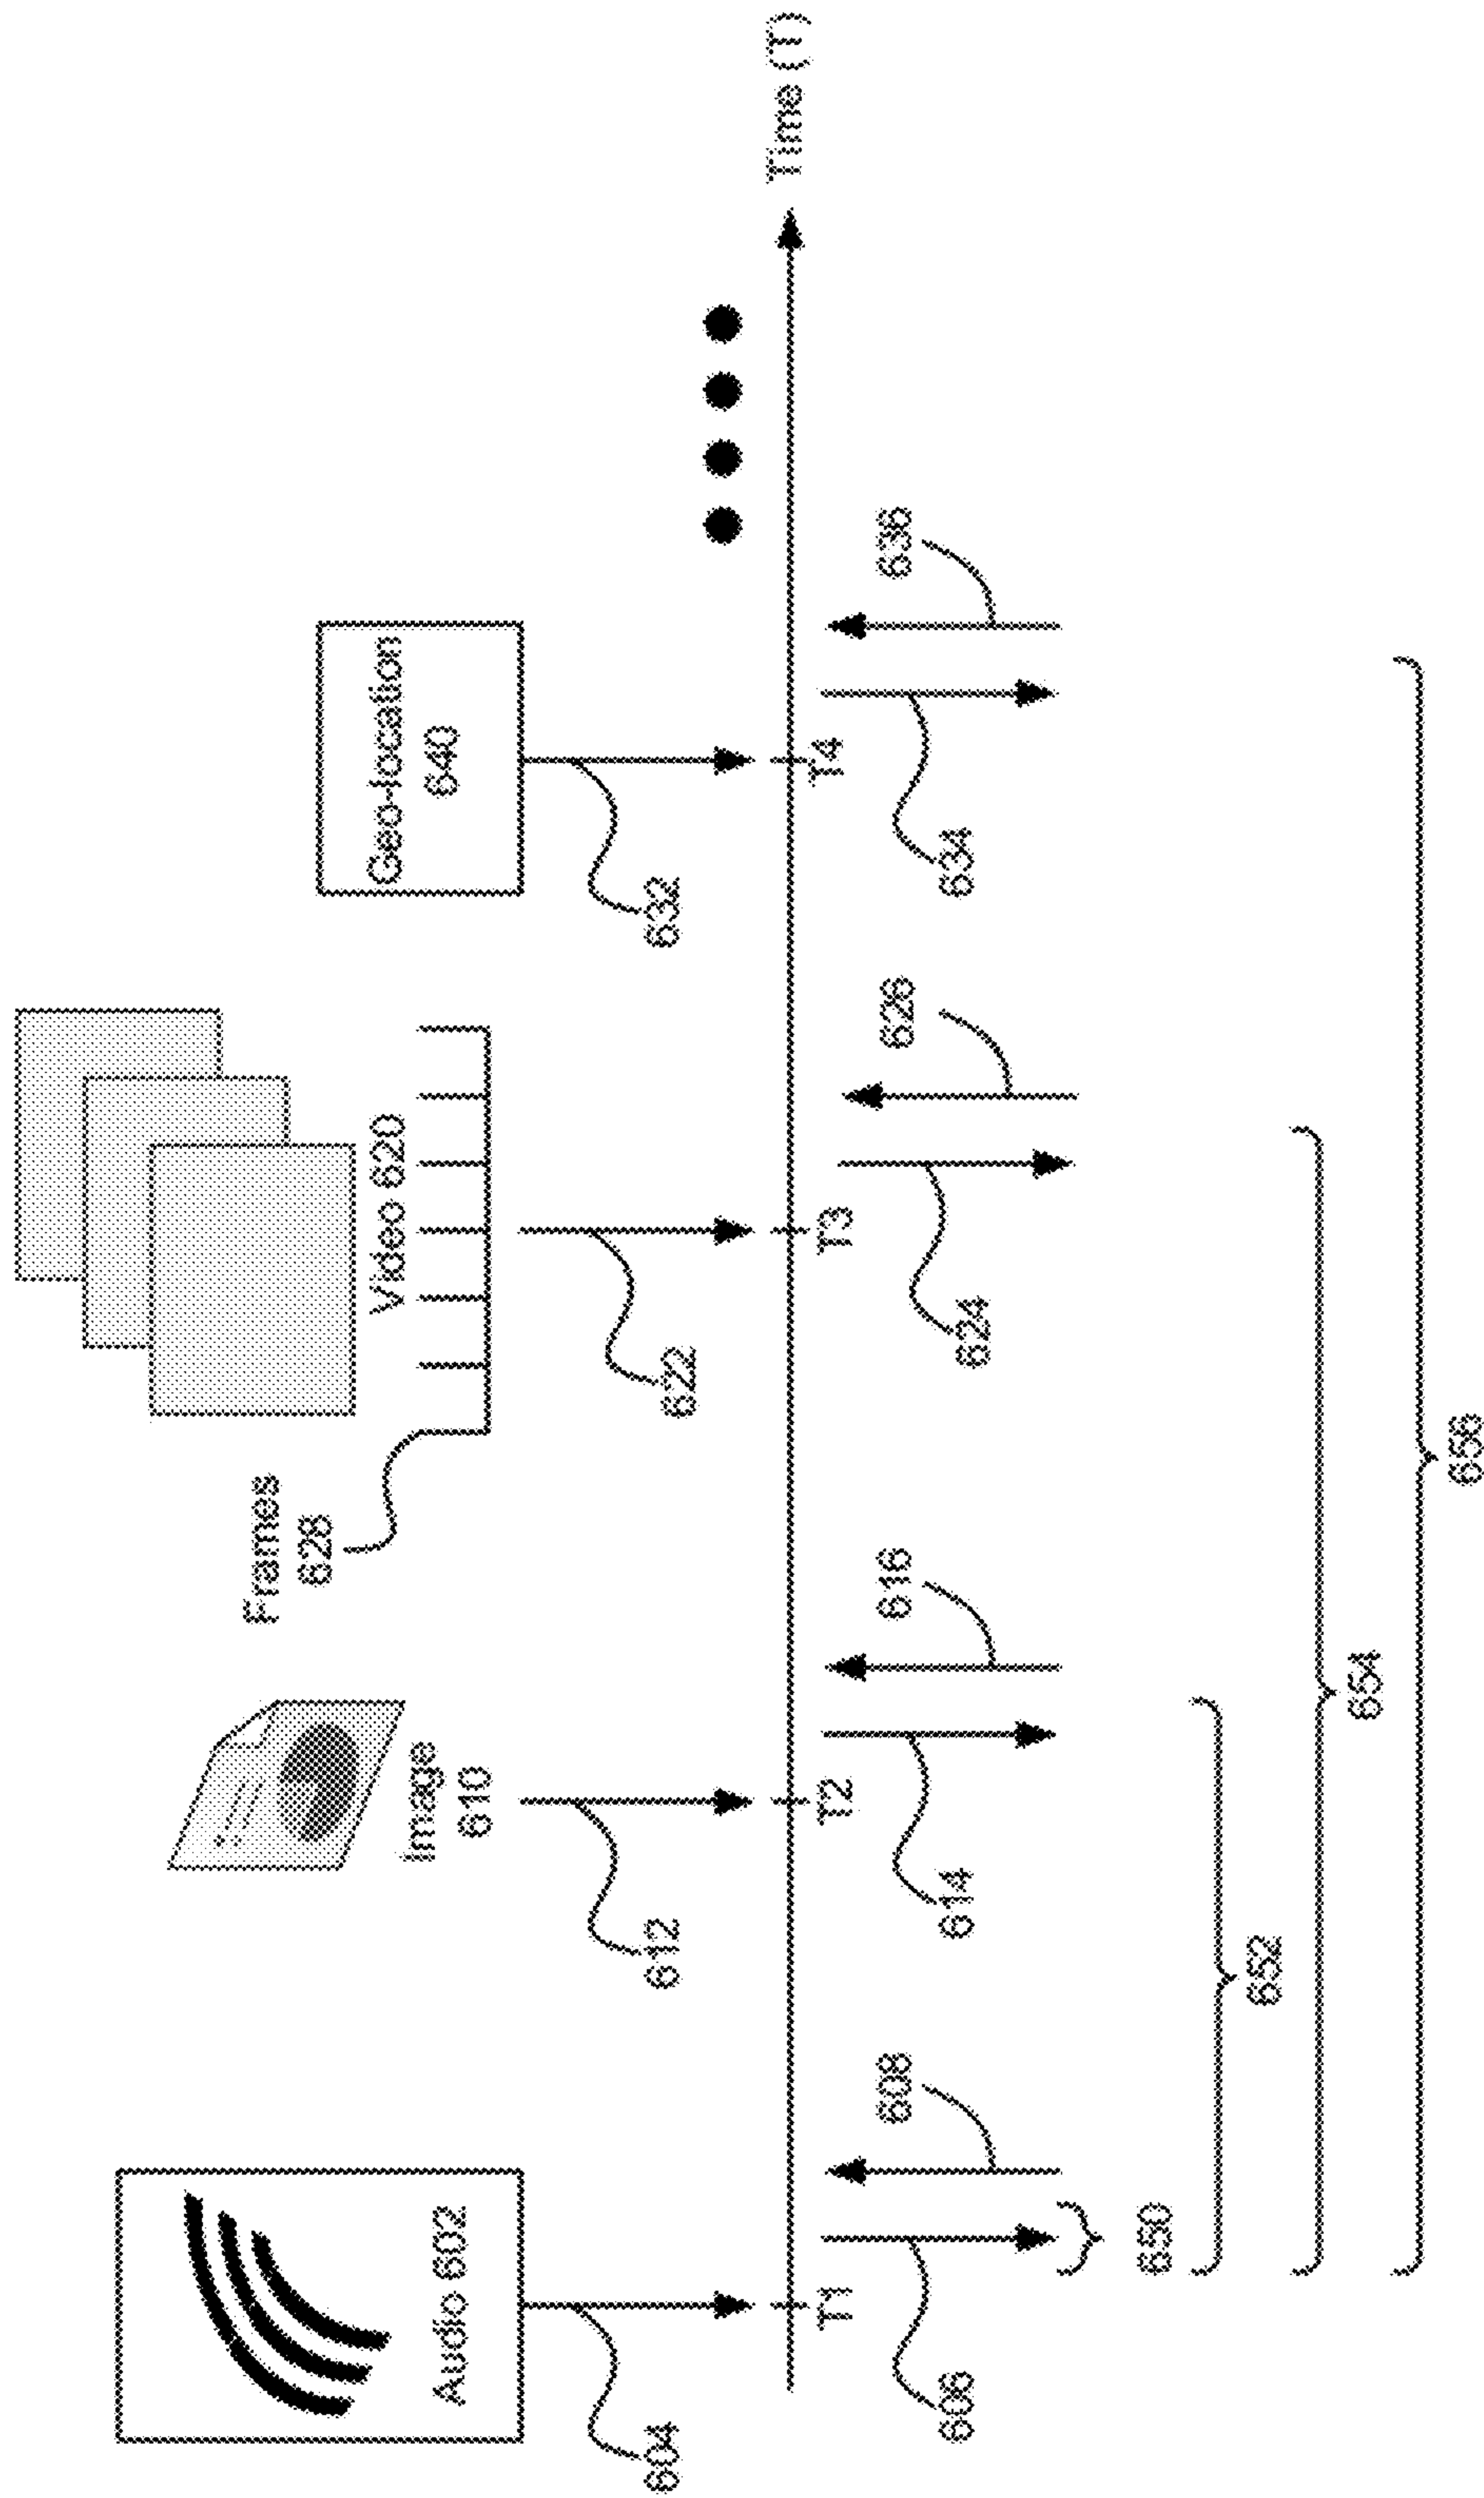 Audio 602
604
T1
606
608
650
Image
610
612
T2
614
616
652
Frames
628
Video 620
622
T3
624
626
654
Geo-location
640
632
T4
634
636
656
Time (T)